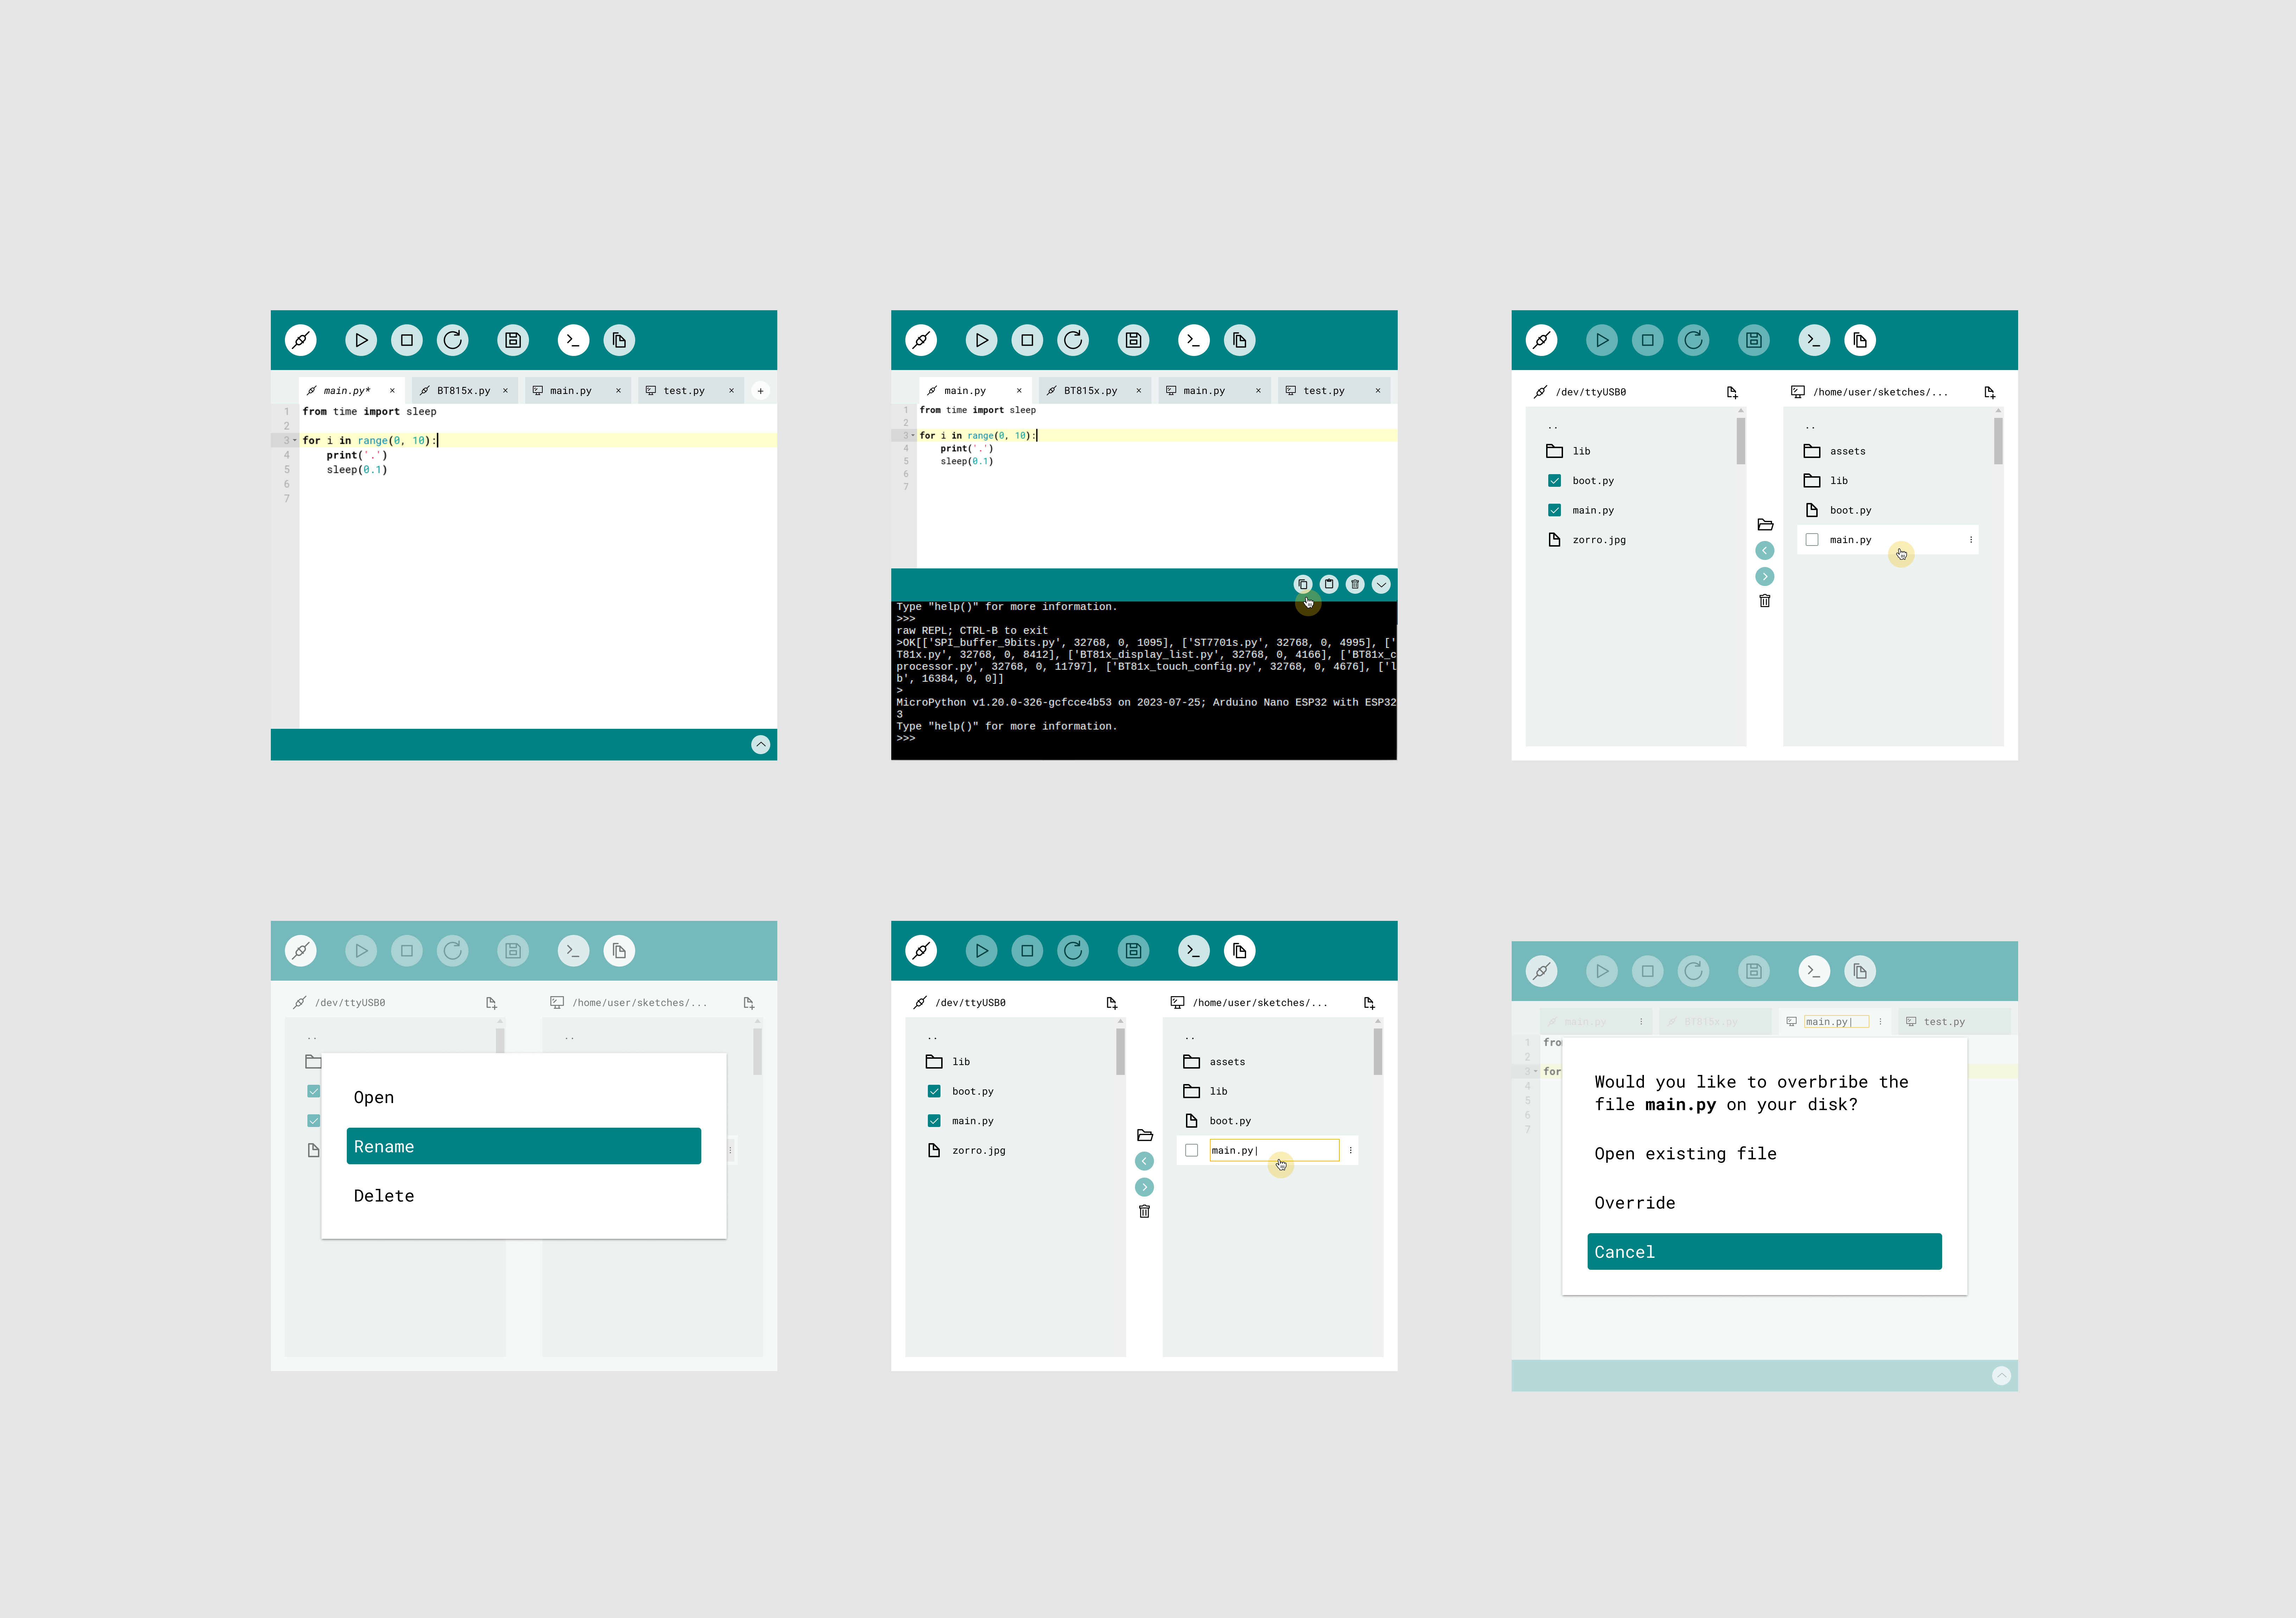 main.py* × BT815x.py × main.py × test.py × +
1 from time import sleep
2
3 for i in range(0, 10):
4 print('.')
5 sleep(0.1)
6
7
main.py × BT815x.py × main.py × test.py ×
1 from time import sleep
2
3 for i in range(0, 10):
4 print('.')
5 sleep(0.1)
6
7
Type "help()" for more information.
>>>
raw REPL; CTRL-B to exit
>OK[['SPI_buffer_9bits.py', 32768, 0, 1095], ['ST7701s.py', 32768, 0, 4995], ['
T81x.py', 32768, 0, 8412], ['BT81x_display_list.py', 32768, 0, 4166], ['BT81x_c
processor.py', 32768, 0, 11797], ['BT81x_touch_config.py', 32768, 0, 4676], ['l
b', 16384, 0, 0]]
>
MicroPython v1.20.0-326-gcfcce4b53 on 2023-07-25; Arduino Nano ESP32 with ESP32
3
Type "help()" for more information.
>>>
/dev/ttyUSB0
..
lib
boot.py
main.py
zorro.jpg
/home/user/sketches/...
..
assets
lib
boot.py
main.py
/dev/ttyUSB0
..
/home/user/sketches/...
..
Open
Rename
Delete
/dev/ttyUSB0
..
lib
boot.py
main.py
zorro.jpg
/home/user/sketches/...
..
assets
lib
boot.py
main.py|
main.py BT815x.py main.py| test.py
1 fro
2
3 for
4
5
6
7
Would you like to overbribe the
file main.py on your disk?
Open existing file
Override
Cancel